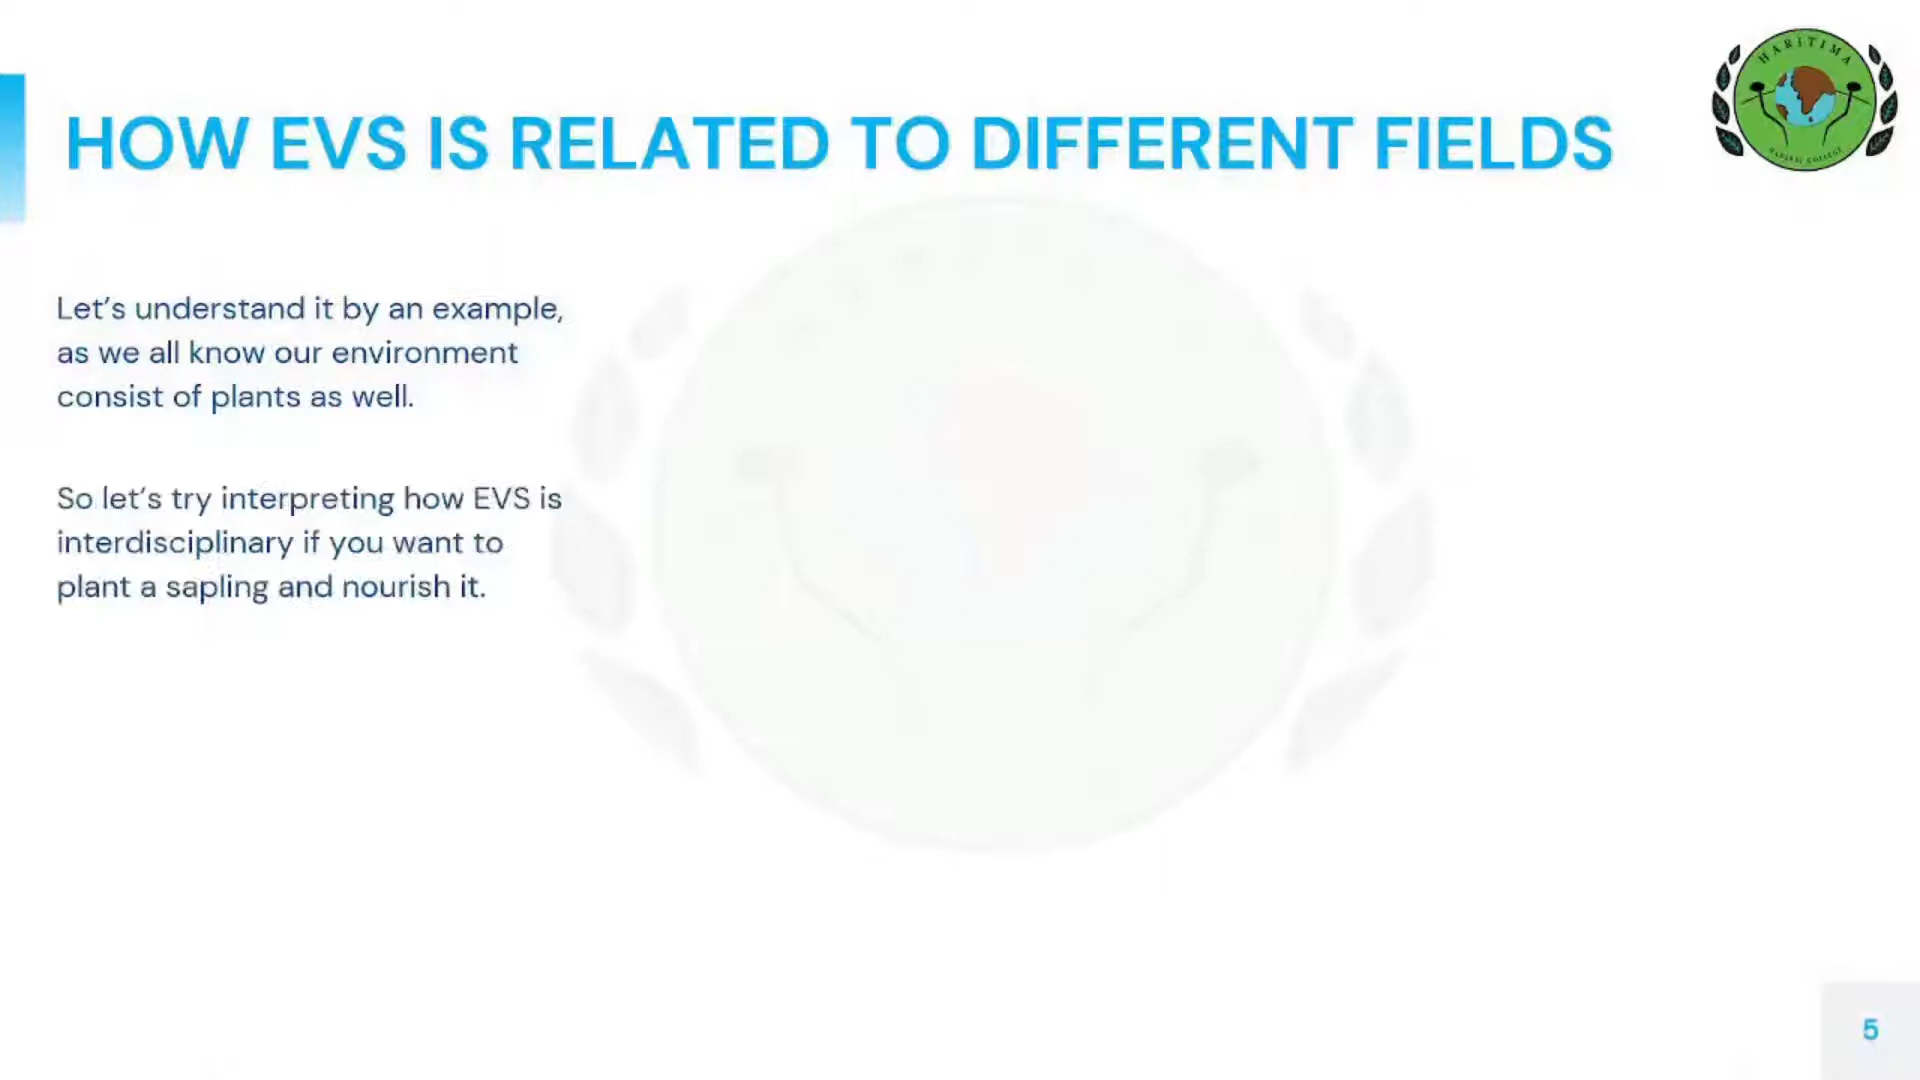 HARITIMA
HOW EVS IS RELATED TO DIFFERENT FIELDS
Let’s understand it by an example,
as we all know our environment
consist of plants as well.
So let’s try interpreting how EVS is
interdisciplinary if you want to
plant a sapling and nourish it.
5